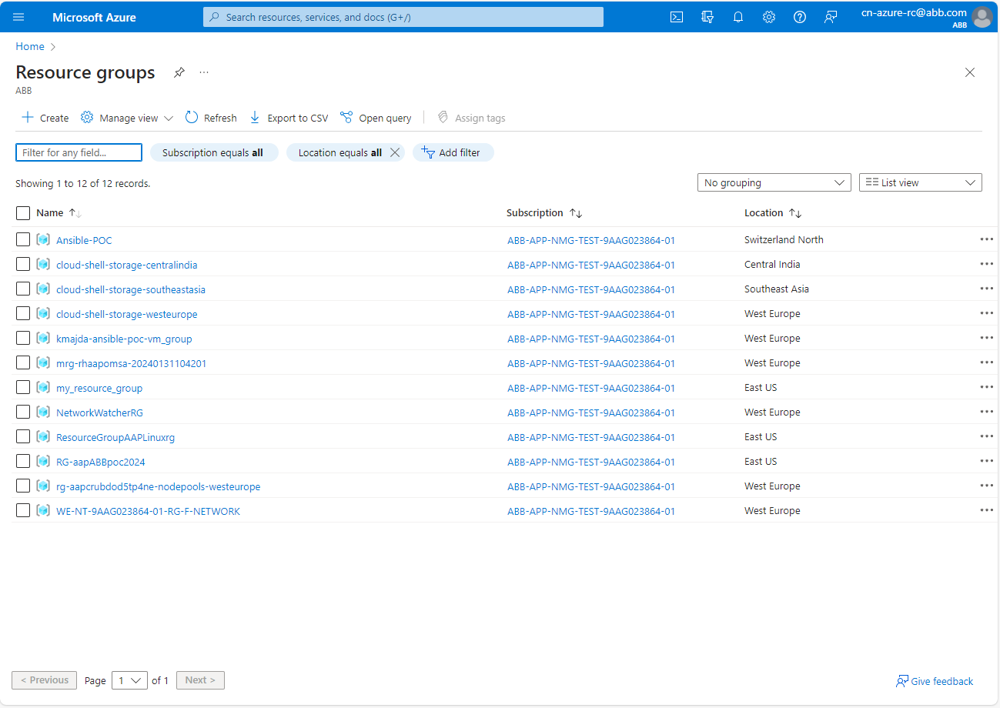 Microsoft Azure
Search resources, services, and docs (G+/)
cn-azure-rc@abb.com
ABB
Home
Resource groups
ABB
Create Manage view Refresh Export to CSV Open query Assign tags
Filter for any field... Subscription equals all Location equals all Add filter
Showing 1 to 12 of 12 records. No grouping List view
Name Subscription Location
Ansible-POC ABB-APP-NMG-TEST-9AAG023864-01 Switzerland North
cloud-shell-storage-centralindia ABB-APP-NMG-TEST-9AAG023864-01 Central India
cloud-shell-storage-southeastasia ABB-APP-NMG-TEST-9AAG023864-01 Southeast Asia
cloud-shell-storage-westeurope ABB-APP-NMG-TEST-9AAG023864-01 West Europe
kmajda-ansible-poc-vm_group ABB-APP-NMG-TEST-9AAG023864-01 West Europe
mrg-rhaapomsa-20240131104201 ABB-APP-NMG-TEST-9AAG023864-01 West Europe
my_resource_group ABB-APP-NMG-TEST-9AAG023864-01 East US
NetworkWatcherRG ABB-APP-NMG-TEST-9AAG023864-01 West Europe
ResourceGroupAAPLinuxrg ABB-APP-NMG-TEST-9AAG023864-01 East US
RG-aapABBpoc2024 ABB-APP-NMG-TEST-9AAG023864-01 East US
rg-aapcrubdod5tp4ne-nodepools-westeurope ABB-APP-NMG-TEST-9AAG023864-01 West Europe
WE-NT-9AAG023864-01-RG-F-NETWORK ABB-APP-NMG-TEST-9AAG023864-01 West Europe
< Previous Page 1 of 1 Next > Give feedback